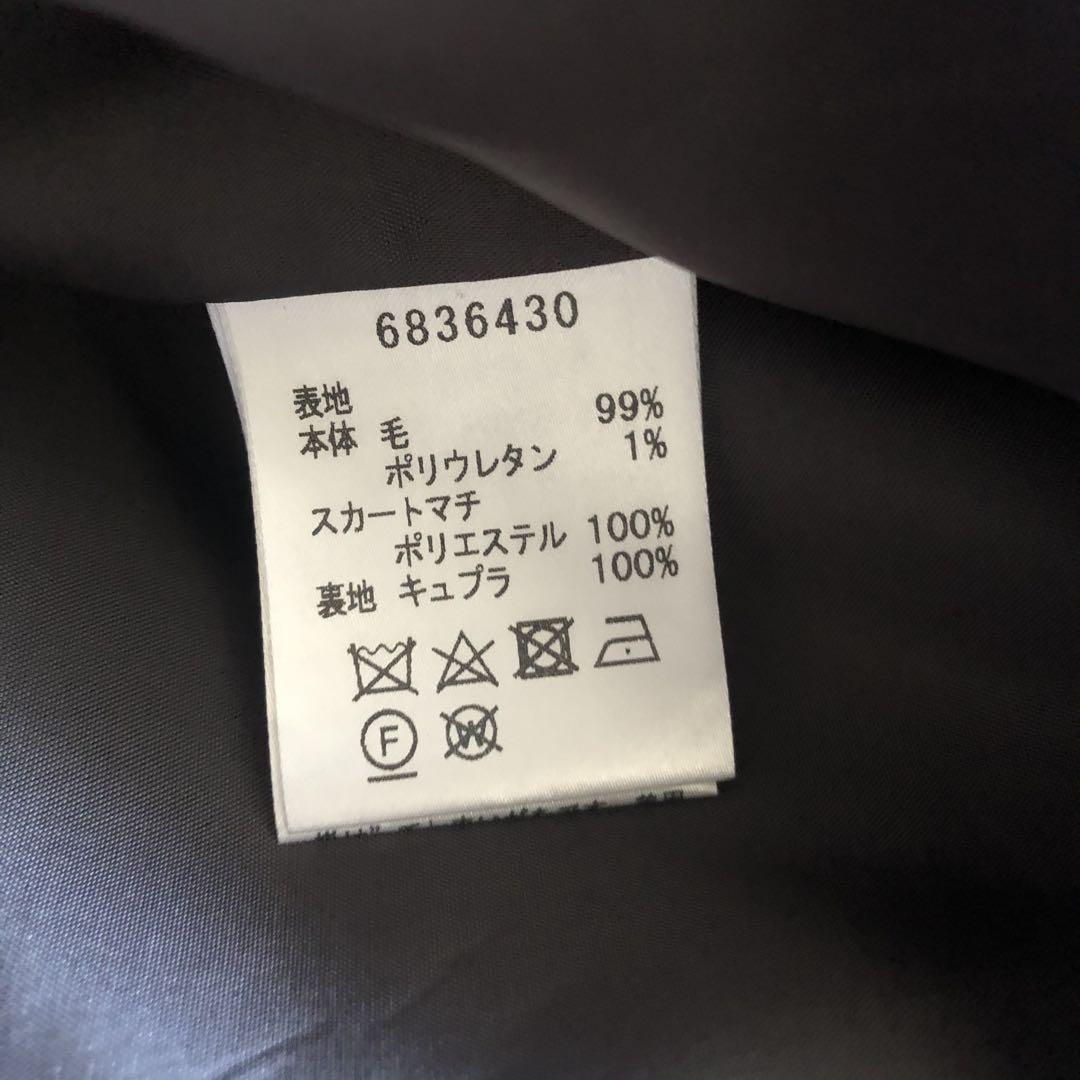 6836430
表地
本体 毛 99%
ポリウレタン 1%
スカートマチ
ポリエステル 100%
裏地 キュプラ 100%
F W